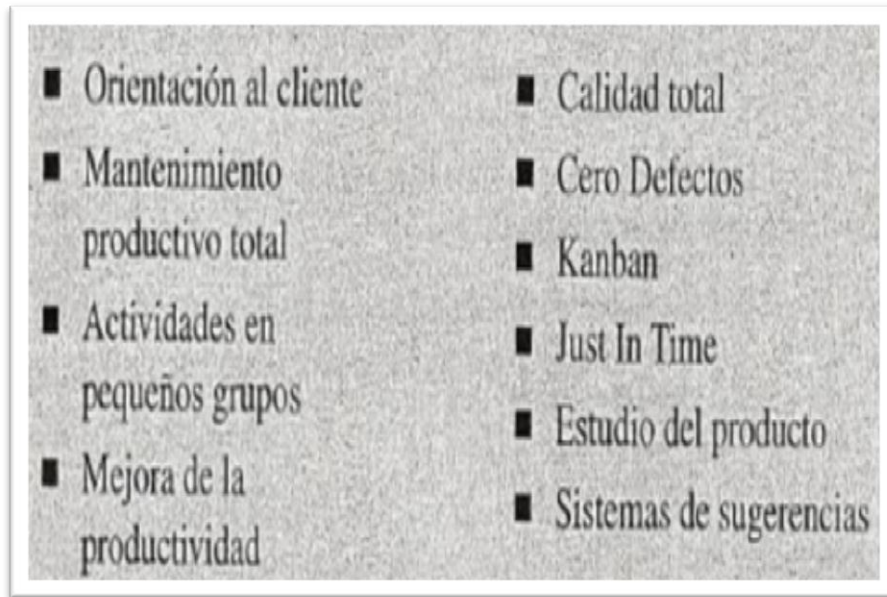 ■ Orientación al cliente
■ Mantenimiento
productivo total
■ Actividades en
pequeños grupos
■ Mejora de la
productividad
■ Calidad total
■ Cero Defectos
■ Kanban
■ Just In Time
■ Estudio del producto
■ Sistemas de sugerencias